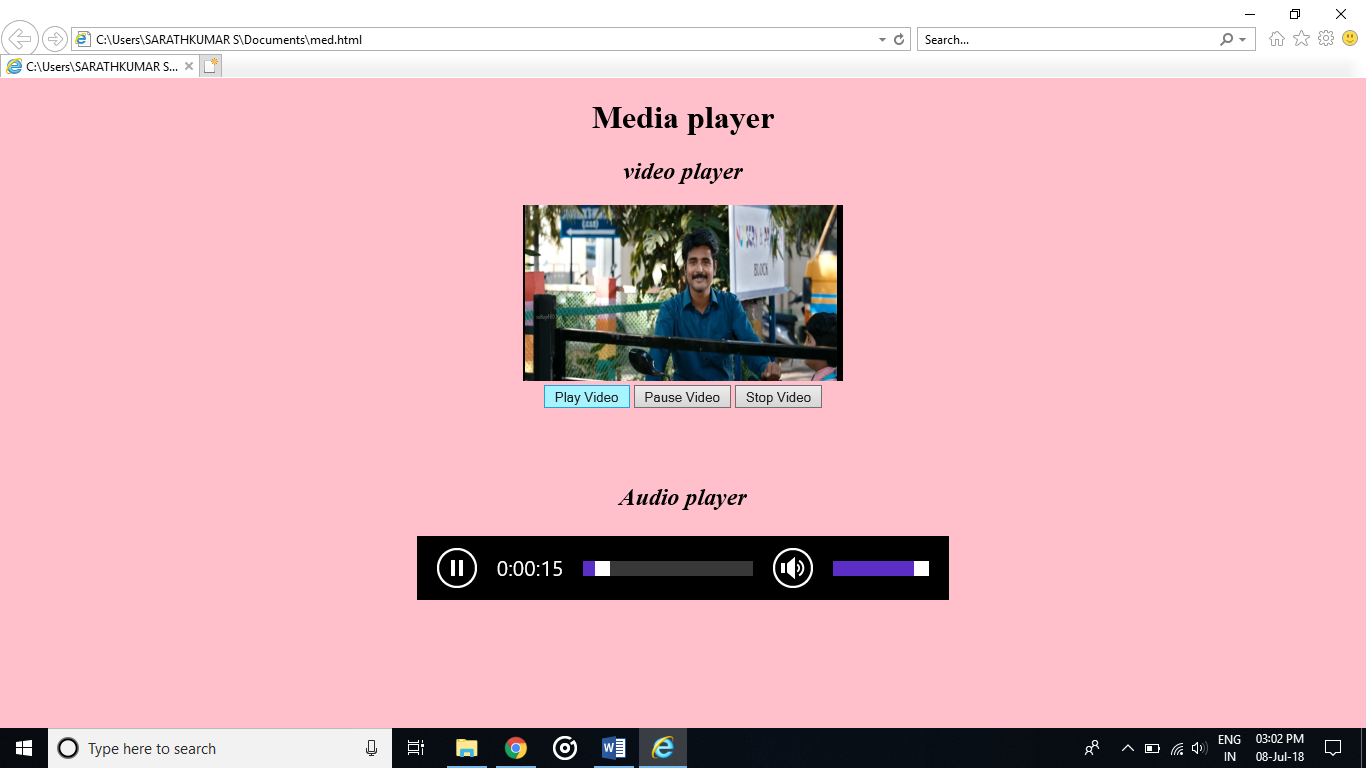 C:\Users\SARATHKUMAR S\Documents\med.html
Search...
C:\Users\SARATHKUMAR S...
Media player
video player
BLOCK
Play Video Pause Video Stop Video
Audio player
0:00:15
Type here to search
ENG
IN
03:02 PM
08-Jul-18